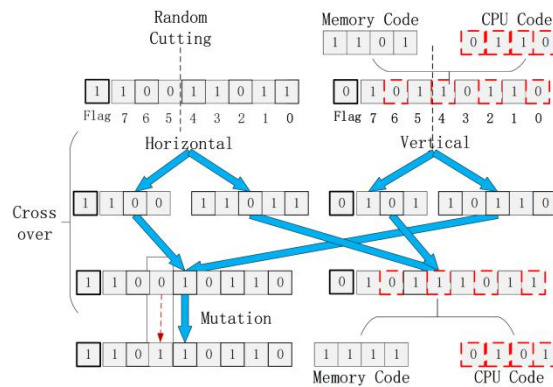 Random
Cutting
Memory Code
CPU Code
1 1 0 1
0 1 1 0
1 1 0 0 1 1 0 1 1
0 1 0 1 1 0 1 1 0
Flag 7 6 5 4 3 2 1 0
Flag 7 6 5 4 3 2 1 0
Horizontal
Vertical
1 1 0 0
1 1 0 1 1
0 1 0 1
1 0 1 1 0
Cross
over
1 1 0 0 1 0 1 1 0
0 1 0 1 1 1 0 1 1
Mutation
1 1 0 1 1 0 1 1 0
1 1 1 1
0 1 0 1
Memory Code
CPU Code